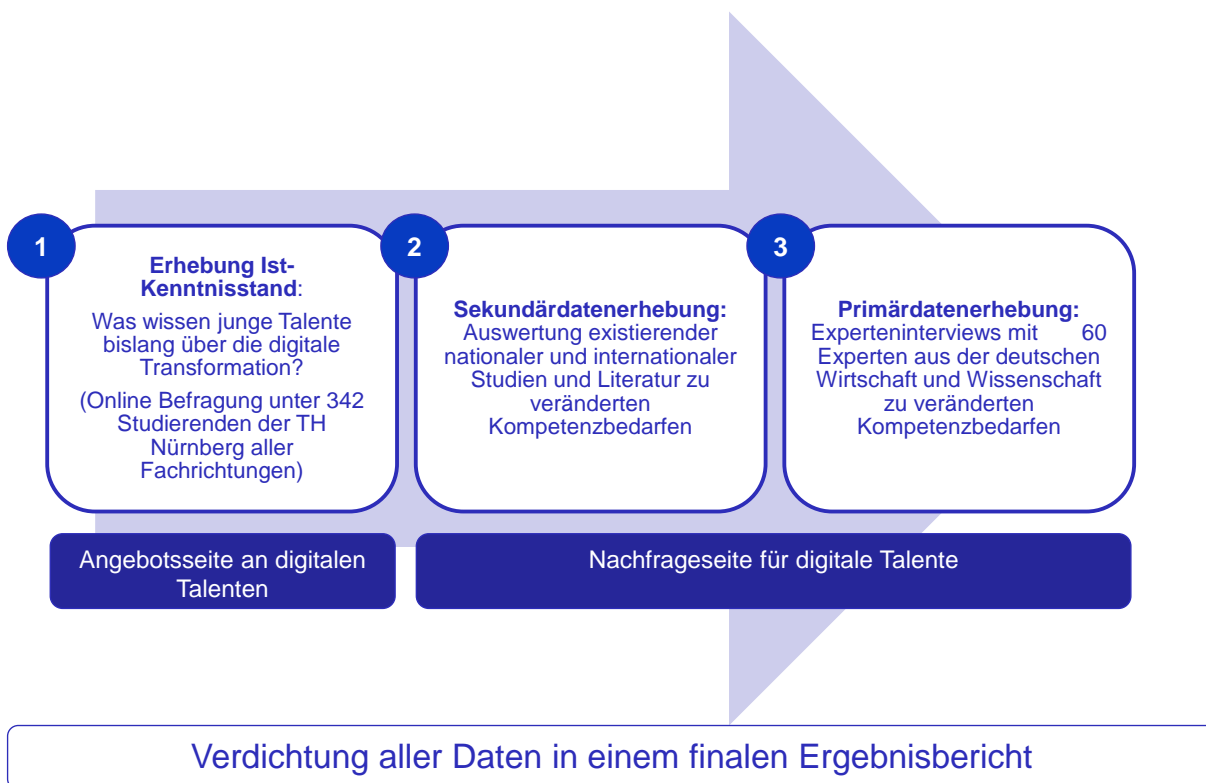 1
Erhebung Ist-
Kenntnisstand:
Was wissen junge Talente
bislang über die digitale
Transformation?
(Online Befragung unter 342
Studierenden der TH
Nürnberg aller
Fachrichtungen)
2
Sekundärdatenerhebung:
Auswertung existierender
nationaler und internationaler
Studien und Literatur zu
veränderten
Kompetenzbedarfen
3
Primärdatenerhebung:
Experteninterviews mit 60
Experten aus der deutschen
Wirtschaft und Wissenschaft
zu veränderten
Kompetenzbedarfen
Angebotsseite an digitalen
Talenten
Nachfrageseite für digitale Talente
Verdichtung aller Daten in einem finalen Ergebnisbericht